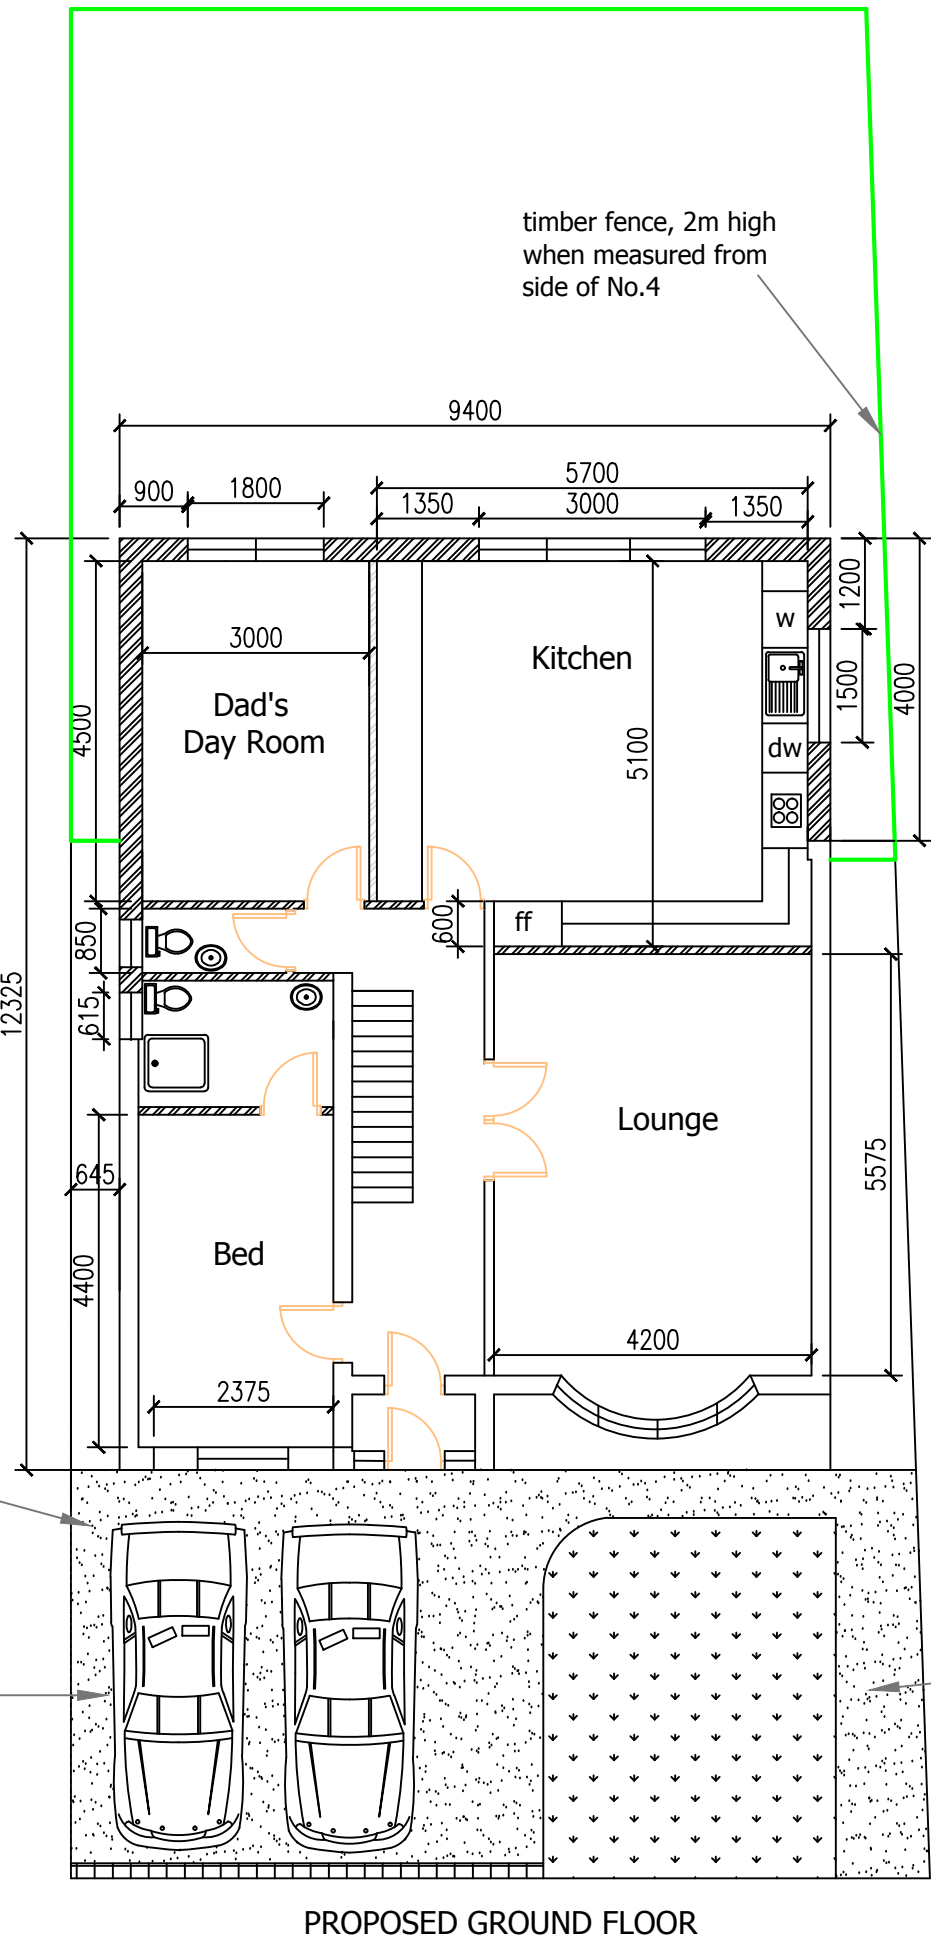 timber fence, 2m high
when measured from
side of No.4
9400
5700
900
1800
1350
3000
1350
1200
w
3000
Kitchen
1500
4000
Dad's
Day Room
4500
5100
dw
850
600
ff
12325
615
Lounge
5575
645
Bed
4400
4200
2375
PROPOSED GROUND FLOOR